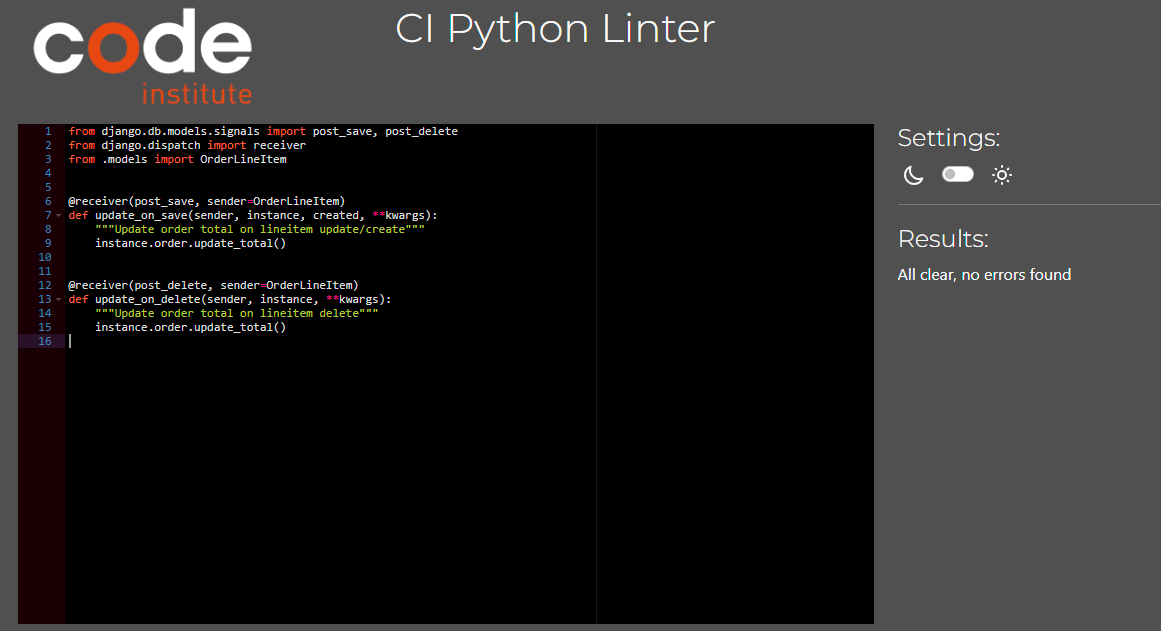 code
institute
CI Python Linter
1 from django.db.models.signals import post_save, post_delete
2 from django.dispatch import receiver
3 from .models import OrderLineItem
4
5
6 @receiver(post_save, sender=OrderLineItem)
7 def update_on_save(sender, instance, created, **kwargs):
8     """Update order total on lineitem update/create"""
9     instance.order.update_total()
10
11
12 @receiver(post_delete, sender=OrderLineItem)
13 def update_on_delete(sender, instance, **kwargs):
14     """Update order total on lineitem delete"""
15     instance.order.update_total()
16
Settings:
Results:
All clear, no errors found